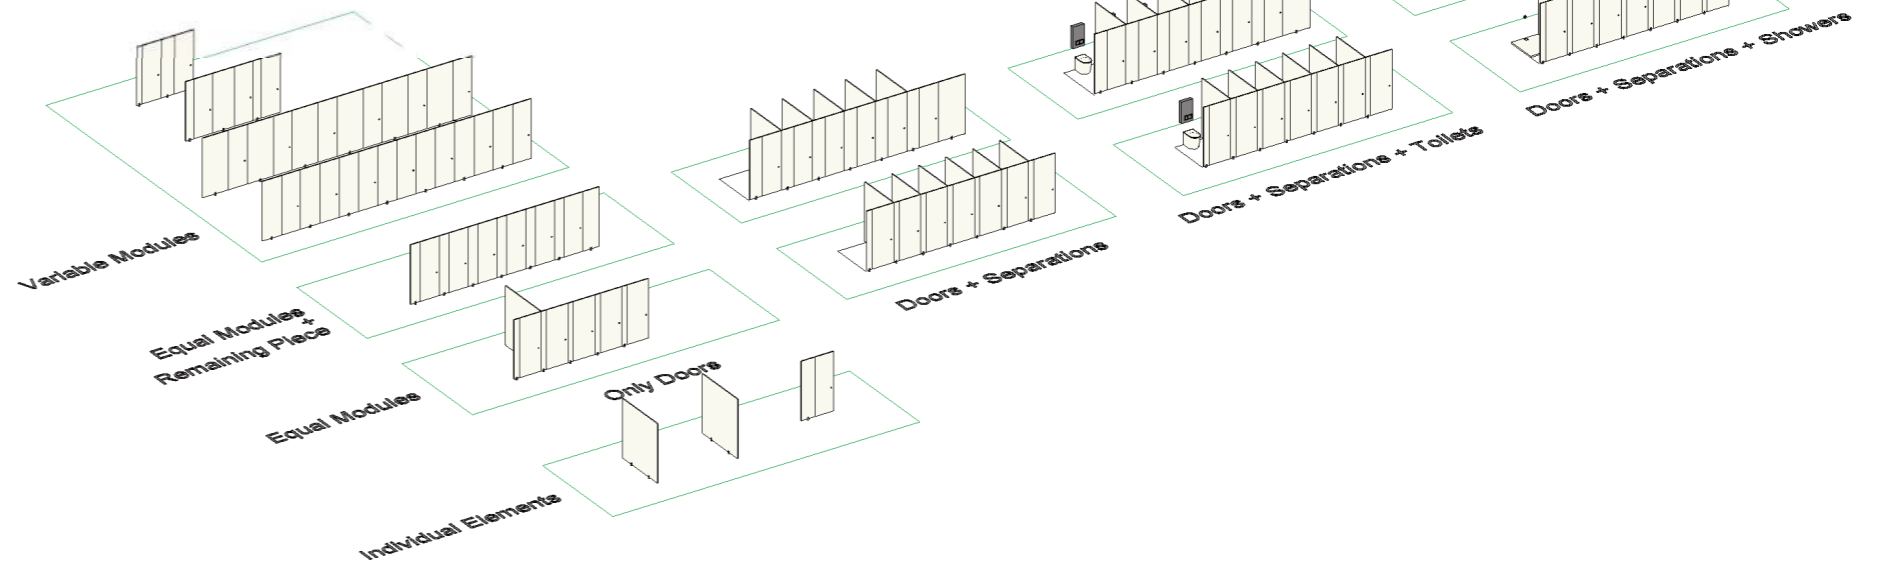 Variable Modules
Equal Modules
+
Remaining Piece
Equal Modules
Individual Elements
Only Doors
Doors + Separations
Doors + Separations + Toilets
Doors + Separations + Showers